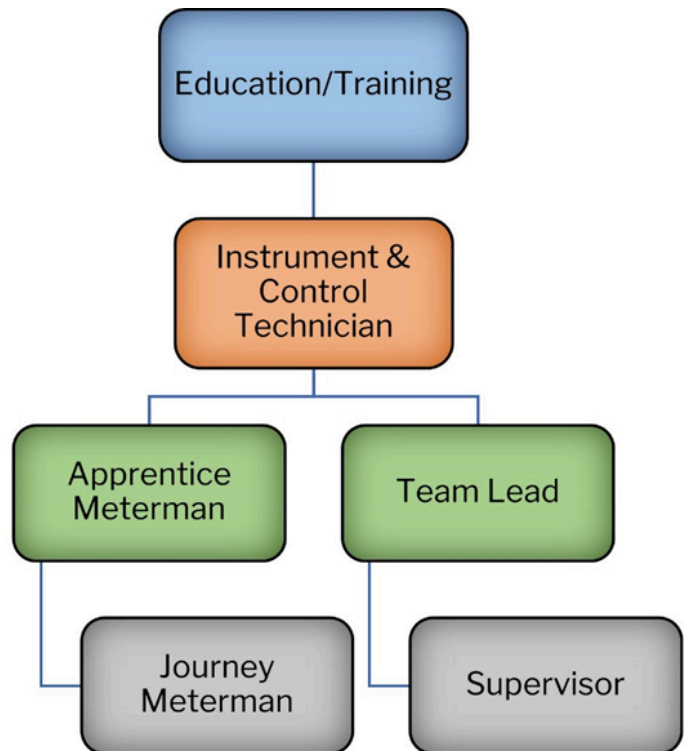 Education/Training
Instrument &
Control
Technician
Apprentice
Meterman
Team Lead
Journey
Meterman
Supervisor